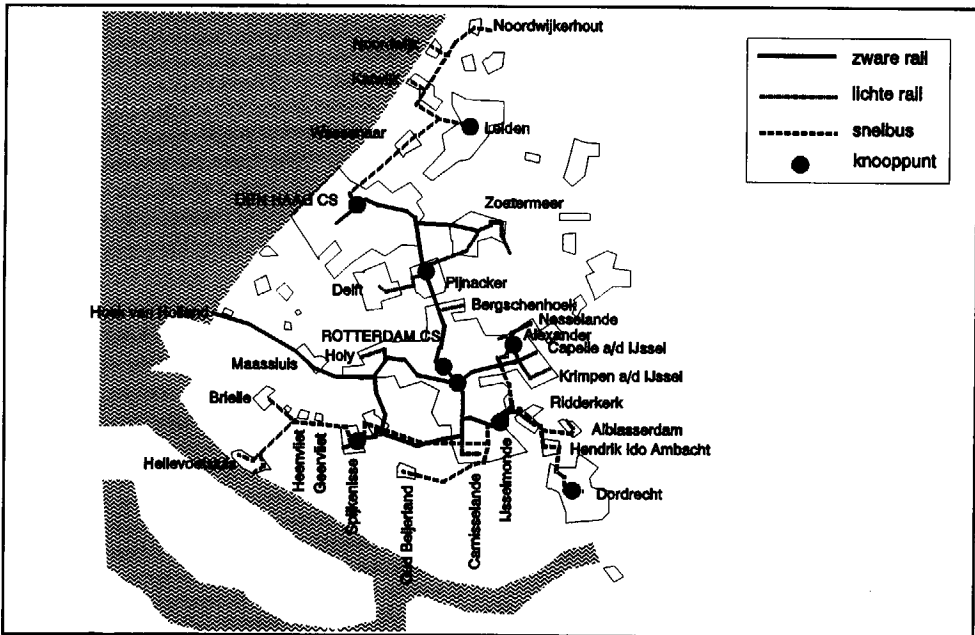 Noordwijkerhout
Noordwijk
Katwijk
Wassenaar
Leiden
DEN HAAG CS
Zoetermeer
Pijnacker
Delft
Bergschenhoek
Hoek van Holland
Nesselande
ROTTERDAM CS
Alexander
Holy
Capelle a/d IJssel
Maassluis
Krimpen a/d IJssel
Brielle
Ridderkerk
Alblasserdam
Hendrik Ido Ambacht
Hellevoetsluis
Heenvliet
Geervliet
Spijkenisse
Oud Beijerland
Carnisselande
IJsselmonde
Dordrecht
zware rail
lichte rail
snelbus
knooppunt